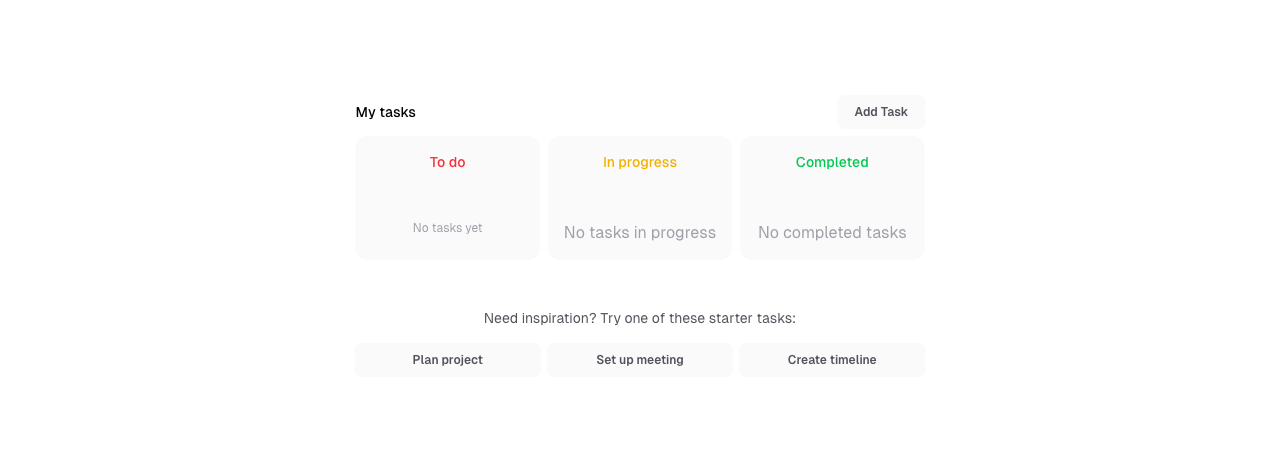 My tasks
Add Task
To do
In progress
Completed
No tasks yet
No tasks in progress
No completed tasks
Need inspiration? Try one of these starter tasks:
Plan project
Set up meeting
Create timeline